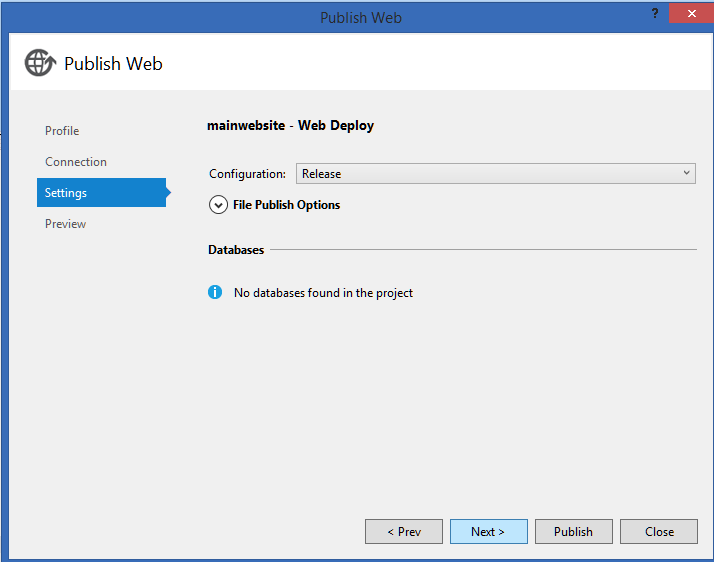 Publish Web
?
Publish Web
Profile
Connection
Settings
Preview
mainwebsite - Web Deploy
Configuration: Release
File Publish Options
Databases
No databases found in the project
< Prev Next > Publish Close